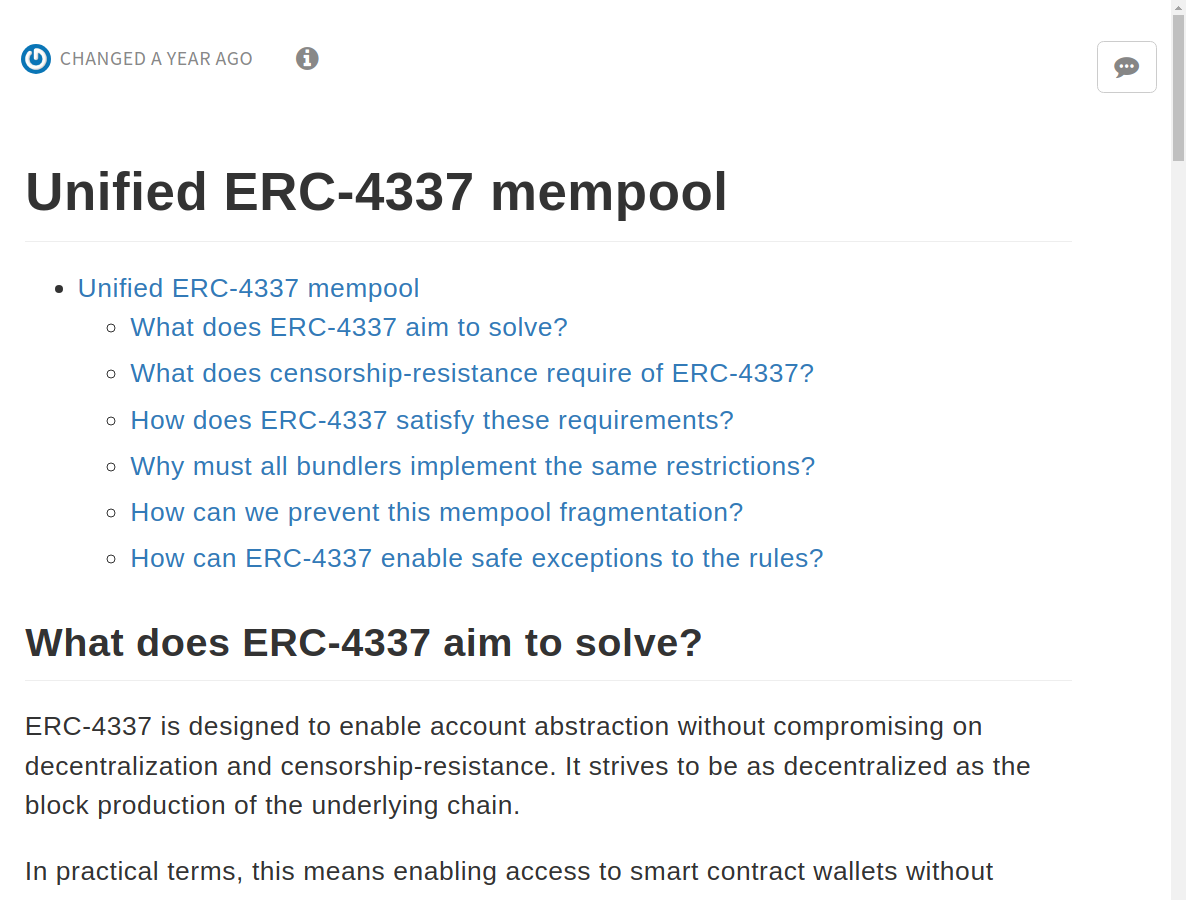 CHANGED A YEAR AGO
Unified ERC-4337 mempool
Unified ERC-4337 mempool
What does ERC-4337 aim to solve?
What does censorship-resistance require of ERC-4337?
How does ERC-4337 satisfy these requirements?
Why must all bundlers implement the same restrictions?
How can we prevent this mempool fragmentation?
How can ERC-4337 enable safe exceptions to the rules?
What does ERC-4337 aim to solve?
ERC-4337 is designed to enable account abstraction without compromising on
decentralization and censorship-resistance. It strives to be as decentralized as the
block production of the underlying chain.
In practical terms, this means enabling access to smart contract wallets without